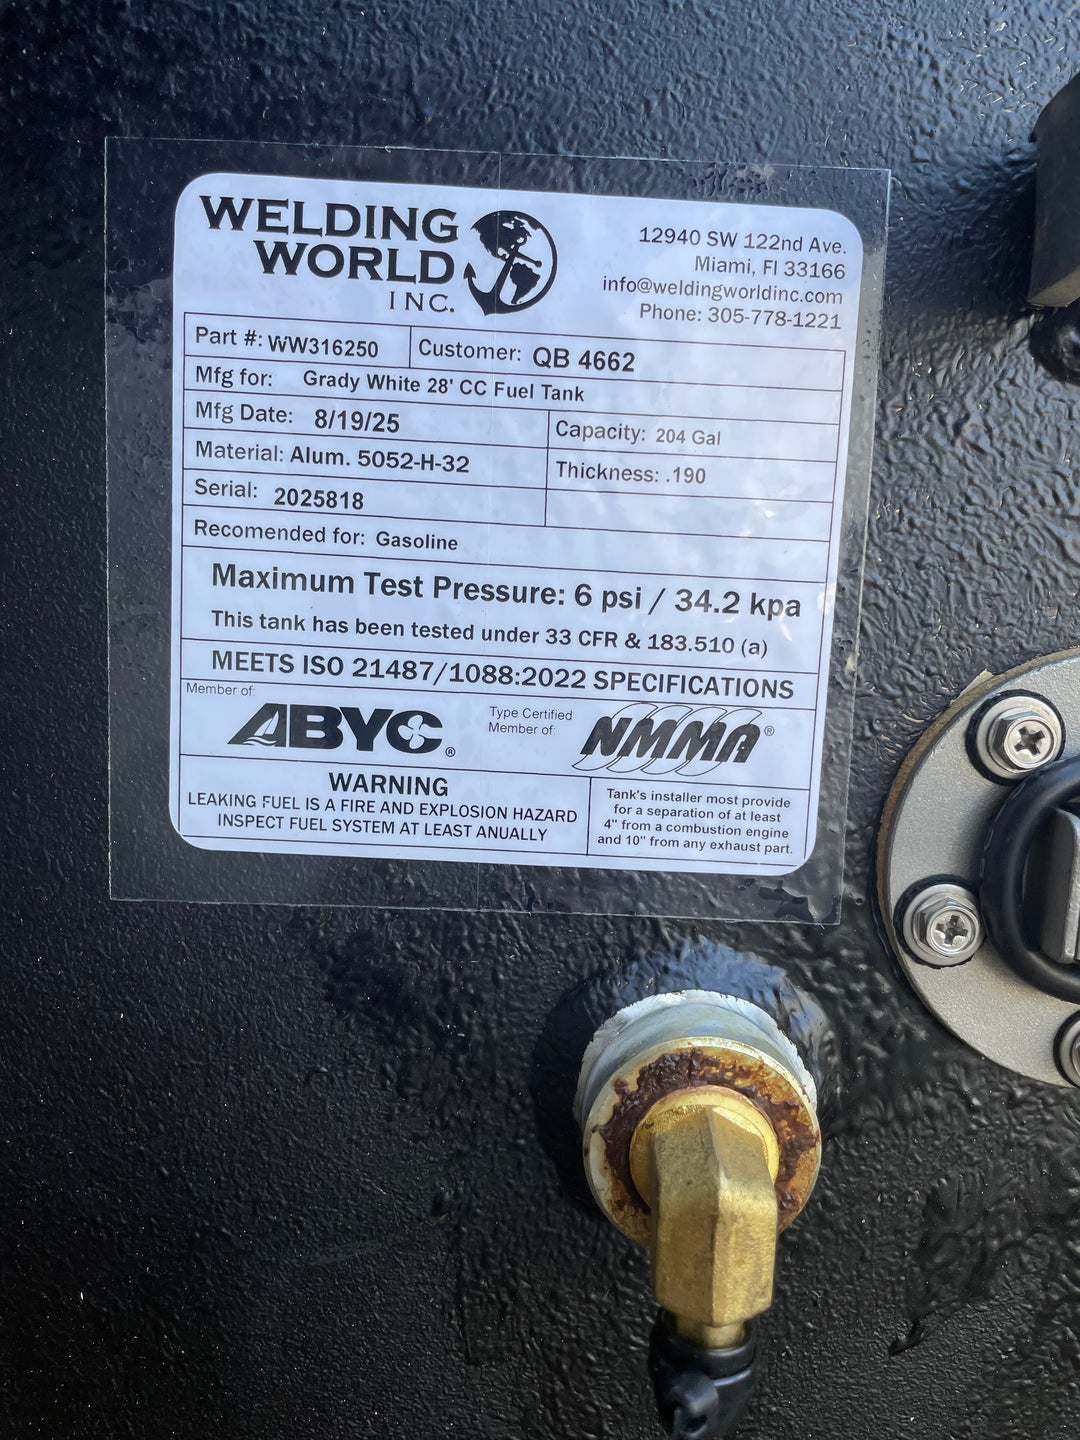 WELDING
WORLD
INC.
12940 SW 122nd Ave.
Miami, Fl 33166
info@weldingworldinc.com
Phone: 305-778-1221
Part #: WW316250 Customer: QB 4662
Mfg for: Grady White 28' CC Fuel Tank
Mfg Date: 8/19/25 Capacity: 204 Gal
Material: Alum. 5052-H-32 Thickness: .190
Serial: 2025818
Recomended for: Gasoline
Maximum Test Pressure: 6 psi / 34.2 kpa
This tank has been tested under 33 CFR & 183.510 (a)
MEETS ISO 21487/1088:2022 SPECIFICATIONS
Member of:
ABYC®
Type Certified
Member of:
NMMA®
WARNING
LEAKING FUEL IS A FIRE AND EXPLOSION HAZARD
INSPECT FUEL SYSTEM AT LEAST ANUALLY
Tank's installer most provide
for a separation of at least
4" from a combustion engine
and 10" from any exhaust part.